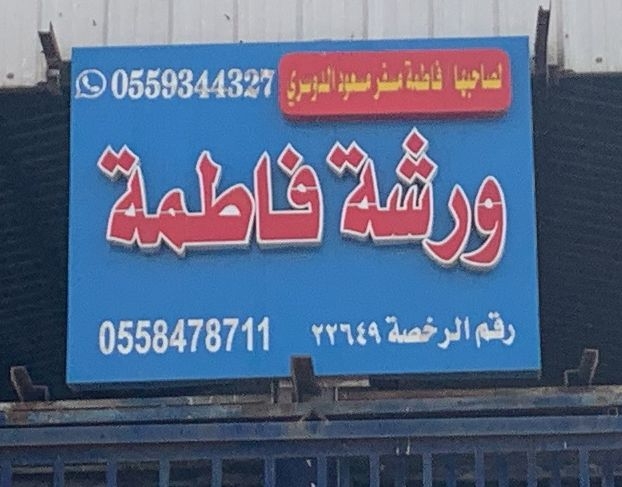 لصاحبها فاطمة مسفر مسعود الدوسري 0559344327
ورشة فاطمة
رقم الرخصة ٢٢٦٤٩ 0558478711